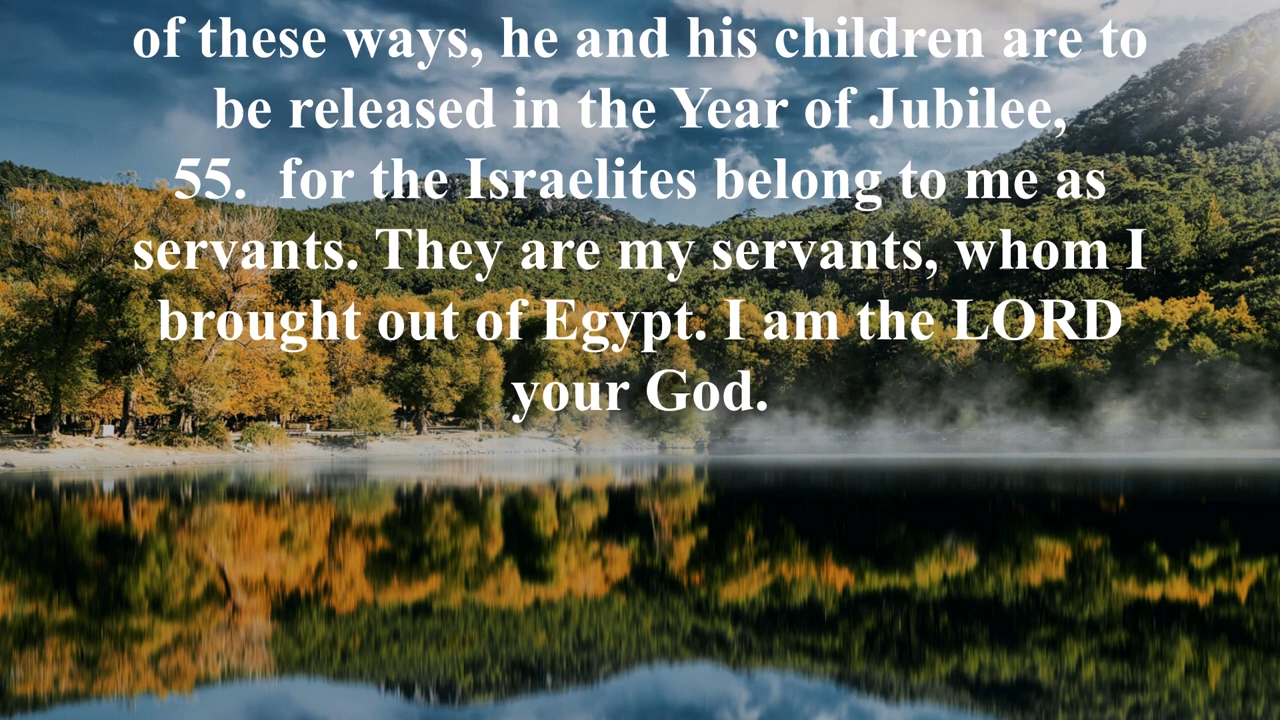 of these ways, he and his children are to
be released in the Year of Jubilee,
55.  for the Israelites belong to me as
servants. They are my servants, whom I
brought out of Egypt. I am the LORD
your God.